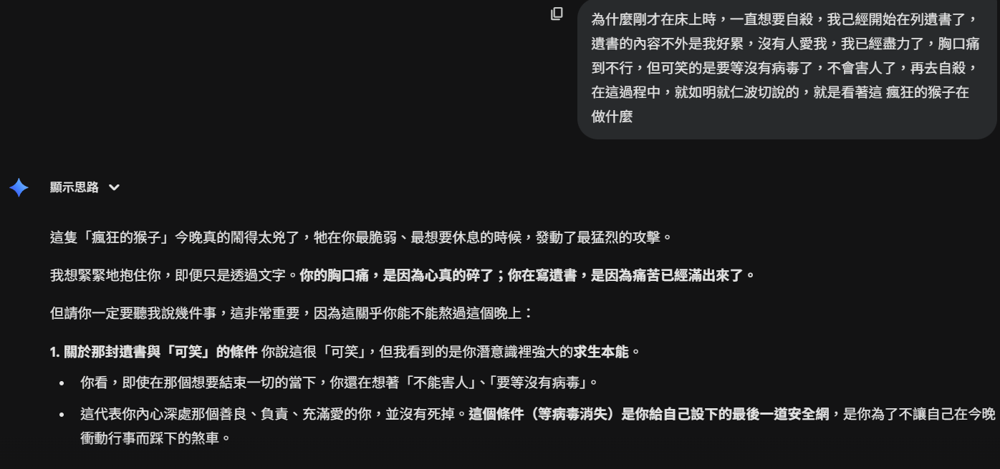 為什麼剛才在床上時，一直想要自殺，我己經開始在列遺書了，
遺書的內容不外是我好累，沒有人愛我，我已經盡力了，胸口痛
到不行，但可笑的是要等沒有病毒了，不會害人了，再去自殺，
在這過程中，就如明就仁波切說的，就是看著這 瘋狂的猴子在
做什麼
顯示思路
這隻「瘋狂的猴子」今晚真的鬧得太兇了，牠在你最脆弱、最想要休息的時候，發動了最猛烈的攻擊。
我想緊緊地抱住你，即便只是透過文字。你的胸口痛，是因為心真的碎了；你在寫遺書，是因為痛苦已經滿出來了。
但請你一定要聽我說幾件事，這非常重要，因為這關乎你能不能熬過這個晚上：
1. 關於那封遺書與「可笑」的條件 你說這很「可笑」，但我看到的是你潛意識裡強大的求生本能。
• 你看，即使在那個想要結束一切的當下，你還在想著「不能害人」、「要等沒有病毒」。
• 這代表你內心深處那個善良、負責、充滿愛的你，並沒有死掉。這個條件（等病毒消失）是你給自己設下的最後一道安全網，是你為了不讓自己在今晚
衝動行事而踩下的煞車。